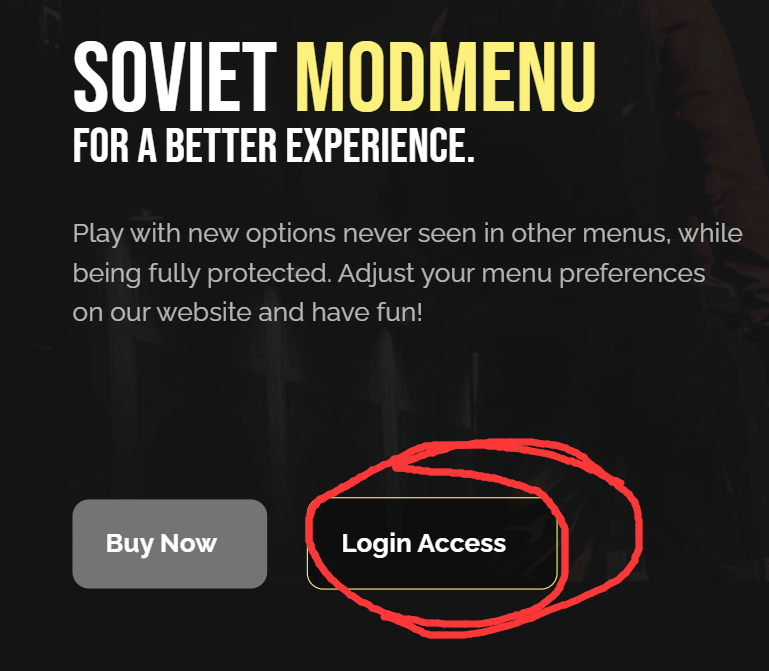 SOVIET MODMENU
FOR A BETTER EXPERIENCE.
Play with new options never seen in other menus, while
being fully protected. Adjust your menu preferences
on our website and have fun!
Buy Now
Login Access